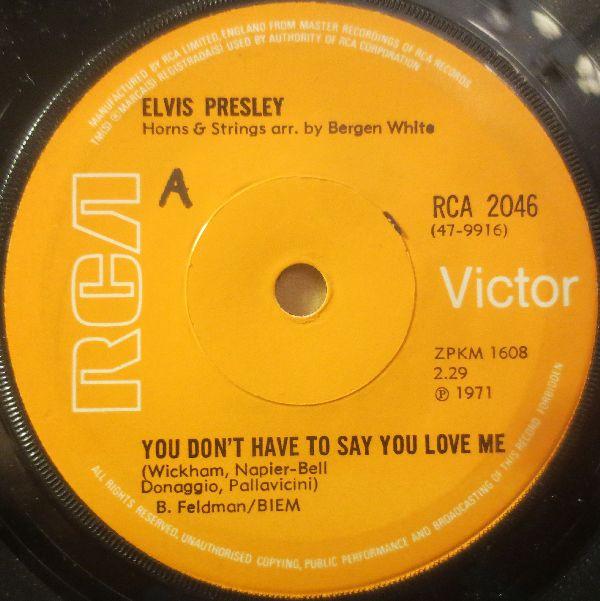 MANUFACTURED BY RCA LIMITED, ENGLAND FROM MASTER RECORDINGS OF RCA RECORDS
TM(S) ® MARCA(S) REGISTRADA(S) USED BY AUTHORITY OF RCA CORPORATION
ELVIS PRESLEY
Horns & Strings arr. by Bergen White
A
RCA
RCA 2046
(47-9916)
Victor
ZPKM 1608
2.29
℗ 1971
YOU DON'T HAVE TO SAY YOU LOVE ME
(Wickham, Napier-Bell
Donaggio, Pallavicini)
B. Feldman/BIEM
ALL RIGHTS RESERVED, UNAUTHORISED COPYING, PUBLIC PERFORMANCE AND BROADCASTING OF THIS RECORD FORBIDDEN